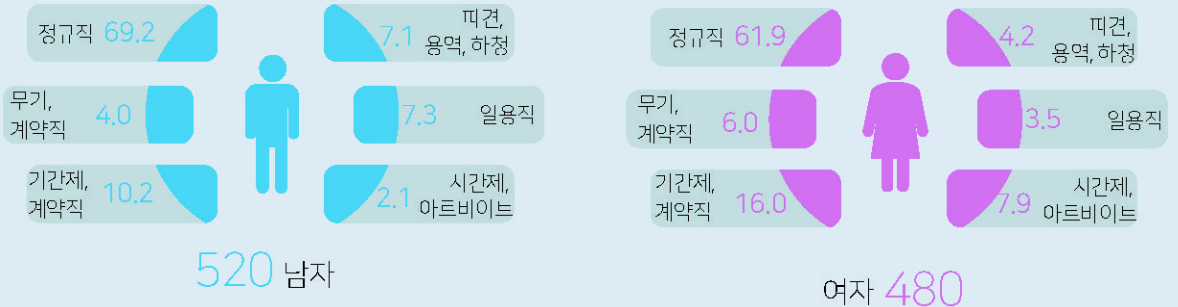 정규직 69.2
7.1 파견,
용역, 하청
무기,
계약직 4.0
7.3 일용직
기간제,
계약직 10.2
2.1 시간제,
아르바이트
520 남자
정규직 61.9
4.2 파견,
용역, 하청
무기,
계약직 6.0
3.5 일용직
기간제,
계약직 16.0
7.9 시간제,
아르바이트
여자 480